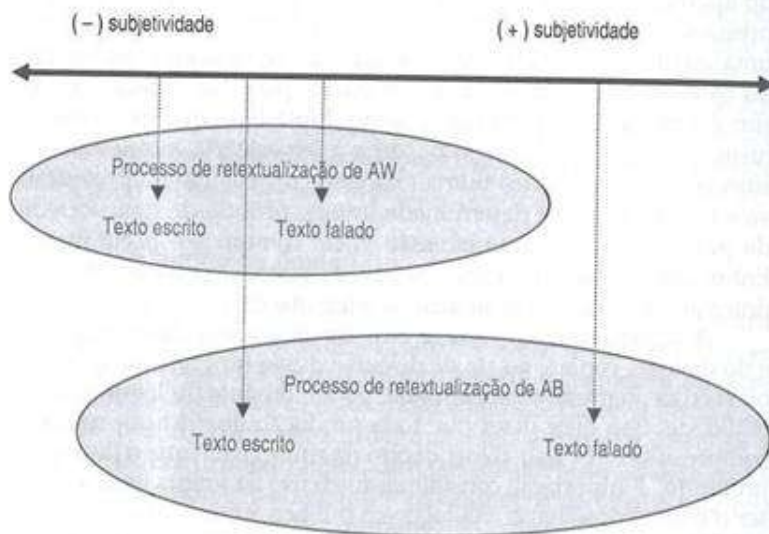 ( – ) subjetividade
( + ) subjetividade
Processo de retextualização de AW
Texto escrito
Texto falado
Processo de retextualização de AB
Texto escrito
Texto falado